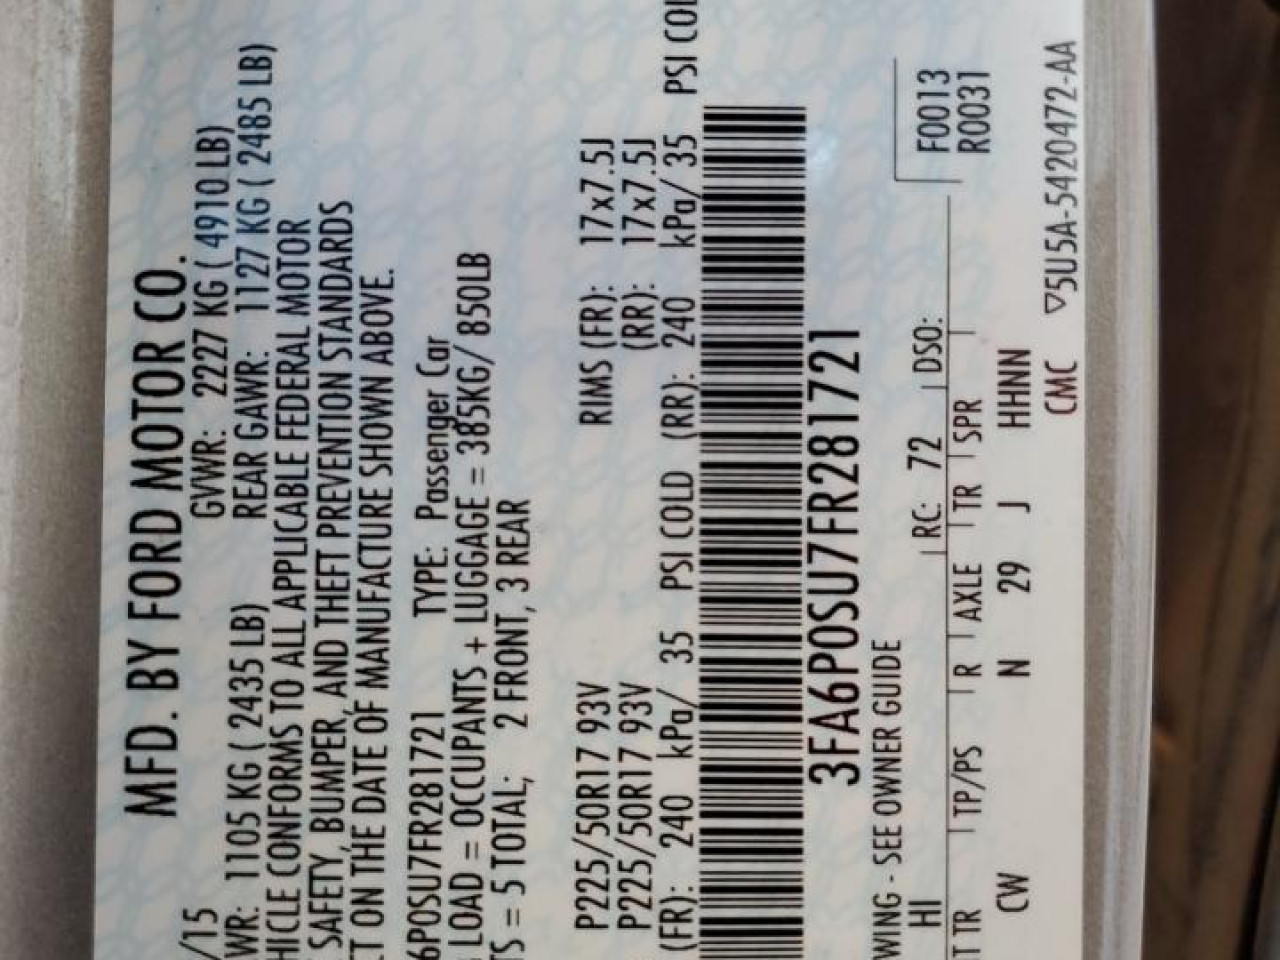 MFD. BY FORD MOTOR CO.
/15 GVWR: 2227 KG ( 4910 LB)
WR: 1105 KG ( 2435 LB) REAR GAWR: 1127 KG ( 2485 LB)
HICLE CONFORMS TO ALL APPLICABLE FEDERAL MOTOR
SAFETY, BUMPER, AND THEFT PREVENTION STANDARDS
CT ON THE DATE OF MANUFACTURE SHOWN ABOVE.
6P0SU7FR281721 TYPE: Passenger Car
LOAD = OCCUPANTS + LUGGAGE = 385KG/ 850LB
TS = 5 TOTAL; 2 FRONT, 3 REAR
P225/50R17 93V RIMS (FR): 17x7.5J
P225/50R17 93V (RR): 17x7.5J
(FR): 240 kPa/ 35 PSI COLD (RR): 240 kPa/ 35 PSI COL
3FA6P0SU7FR281721
WING - SEE OWNER GUIDE
HI RC: 72 DSO:
T TR TP/PS R AXLE TR SPR
F0013
R0031
CW N 29 J HHNN
CMC ▽5U5A-5420472-AA